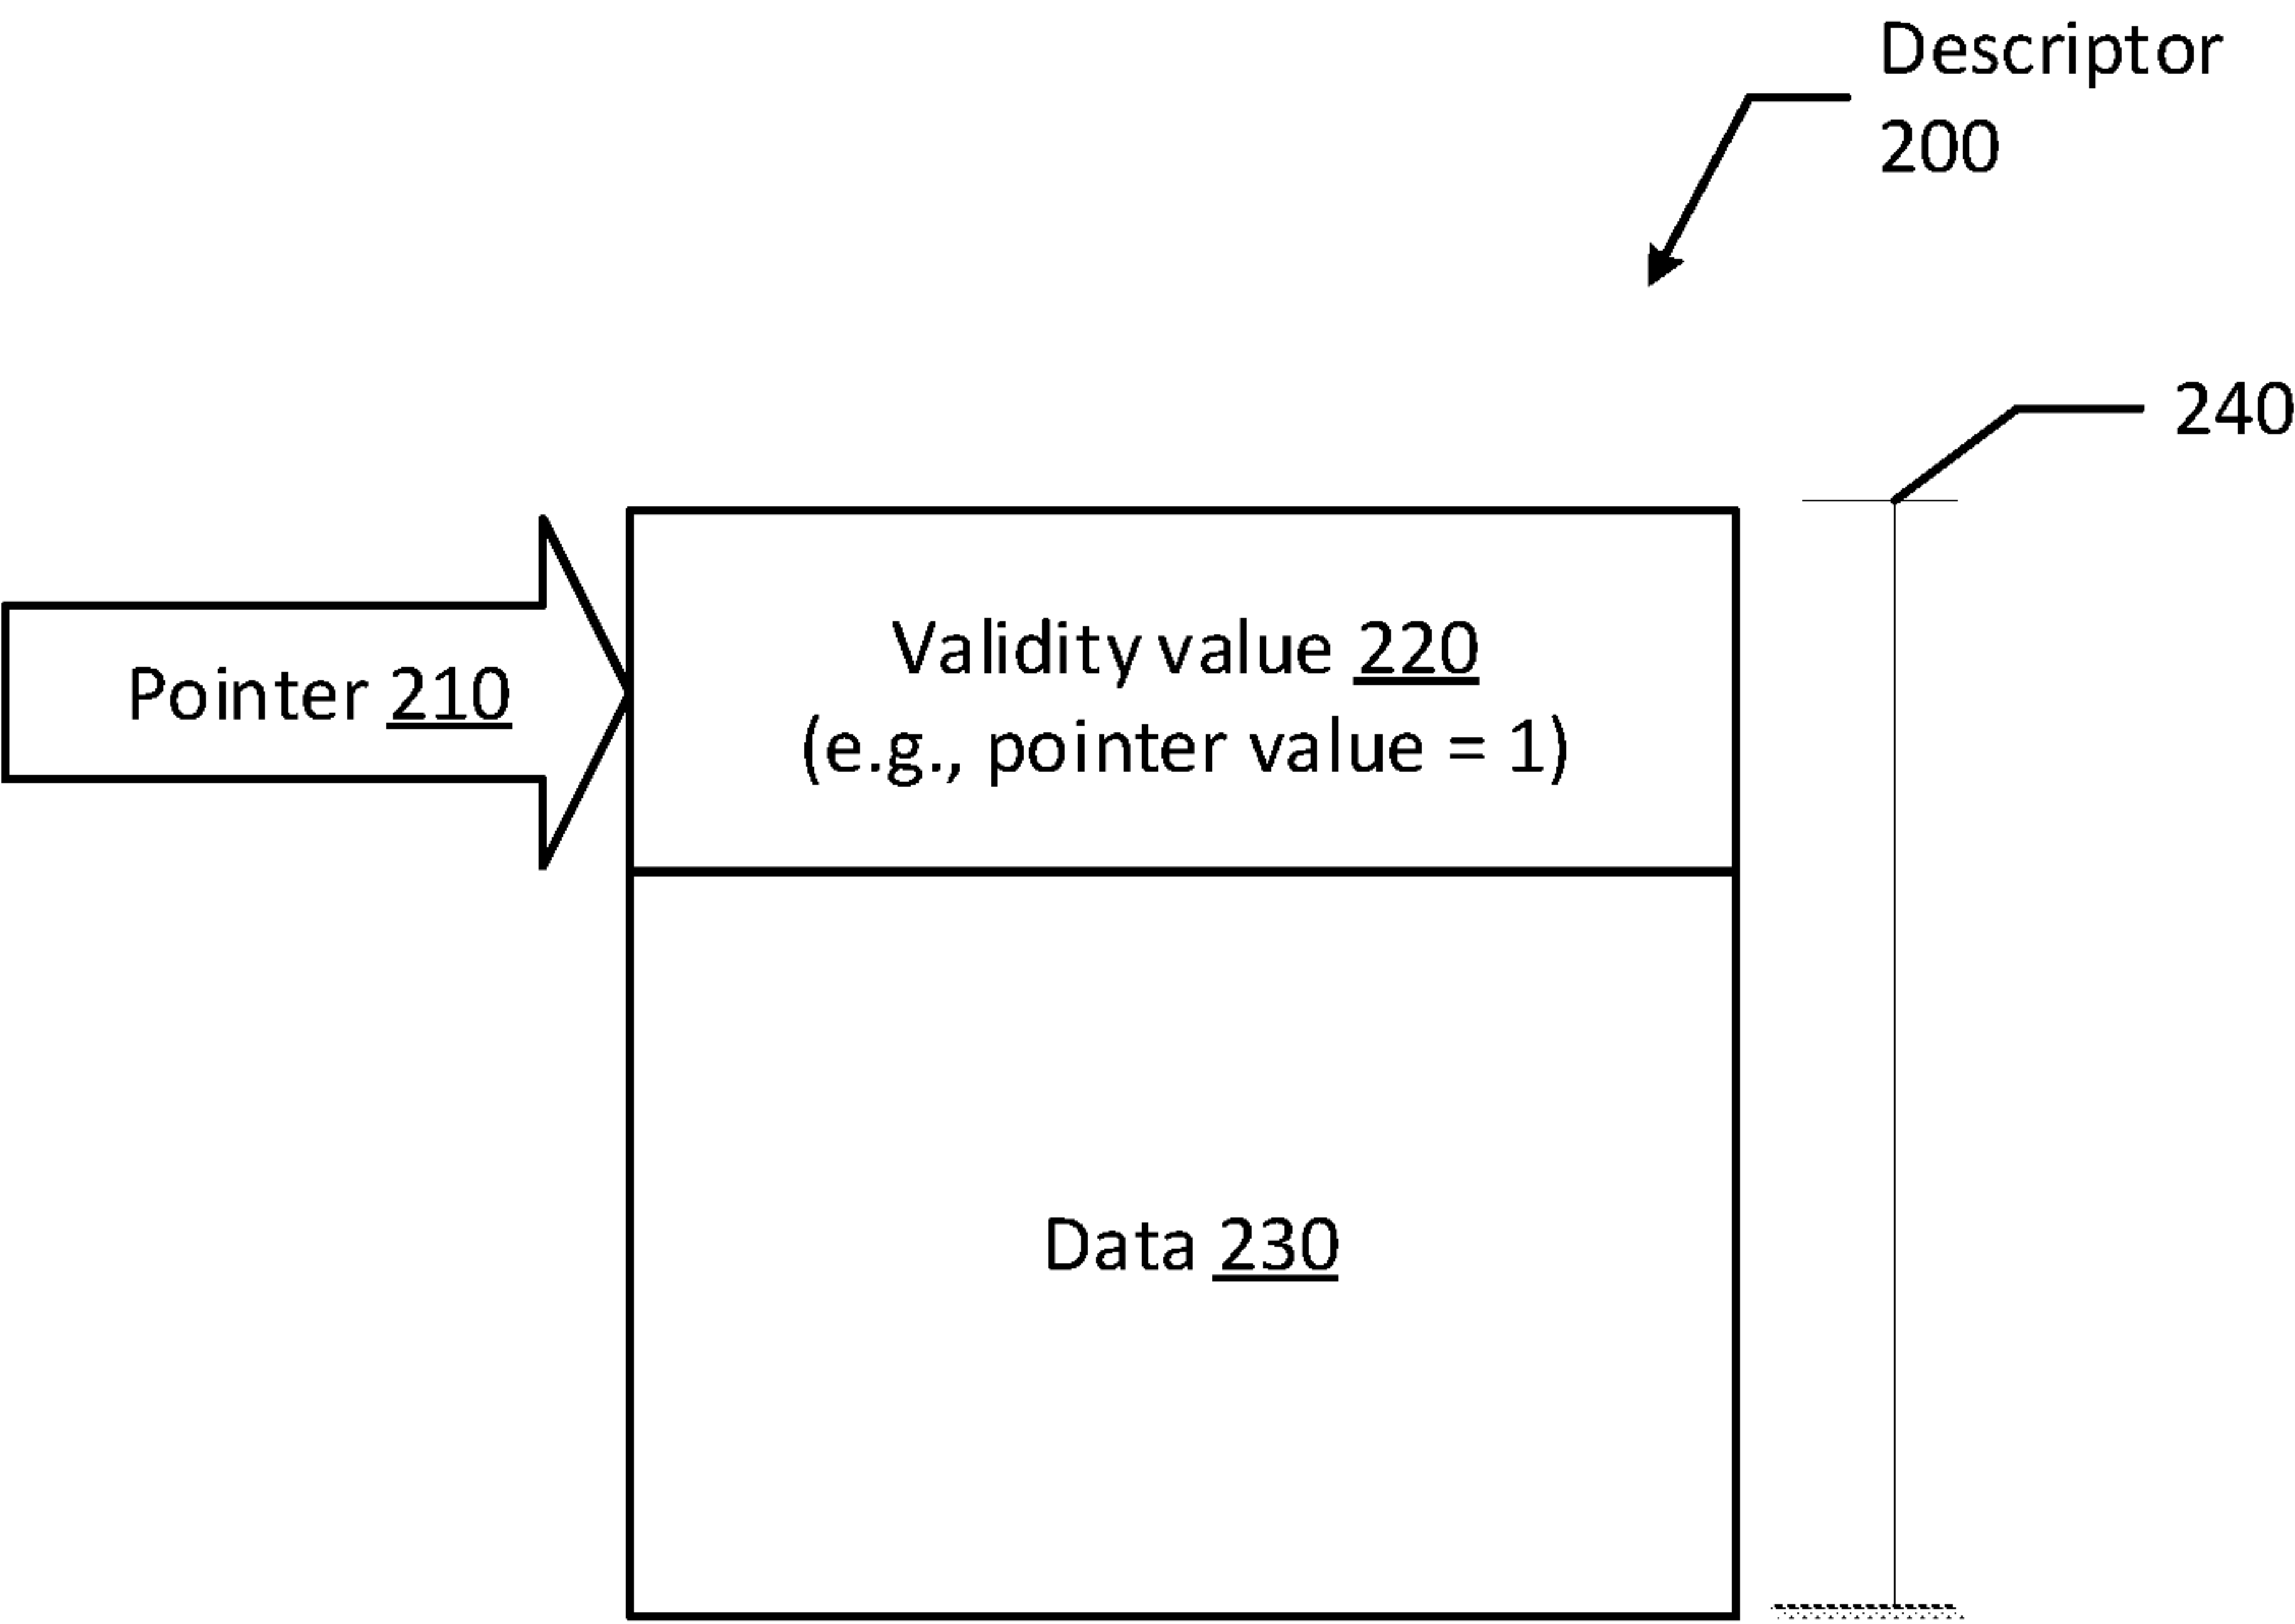 Descriptor
200
240
Validity value 220
(e.g., pointer value = 1)
Pointer 210
Data 230